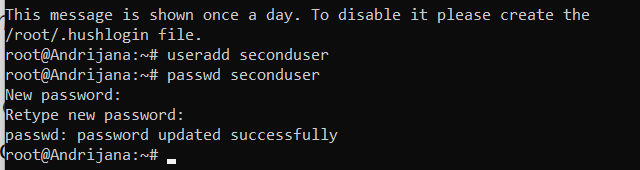 This message is shown once a day. To disable it please create the
/root/.hushlogin file.
root@Andrijana:~# useradd seconduser
root@Andrijana:~# passwd seconduser
New password:
Retype new password:
passwd: password updated successfully
root@Andrijana:~#